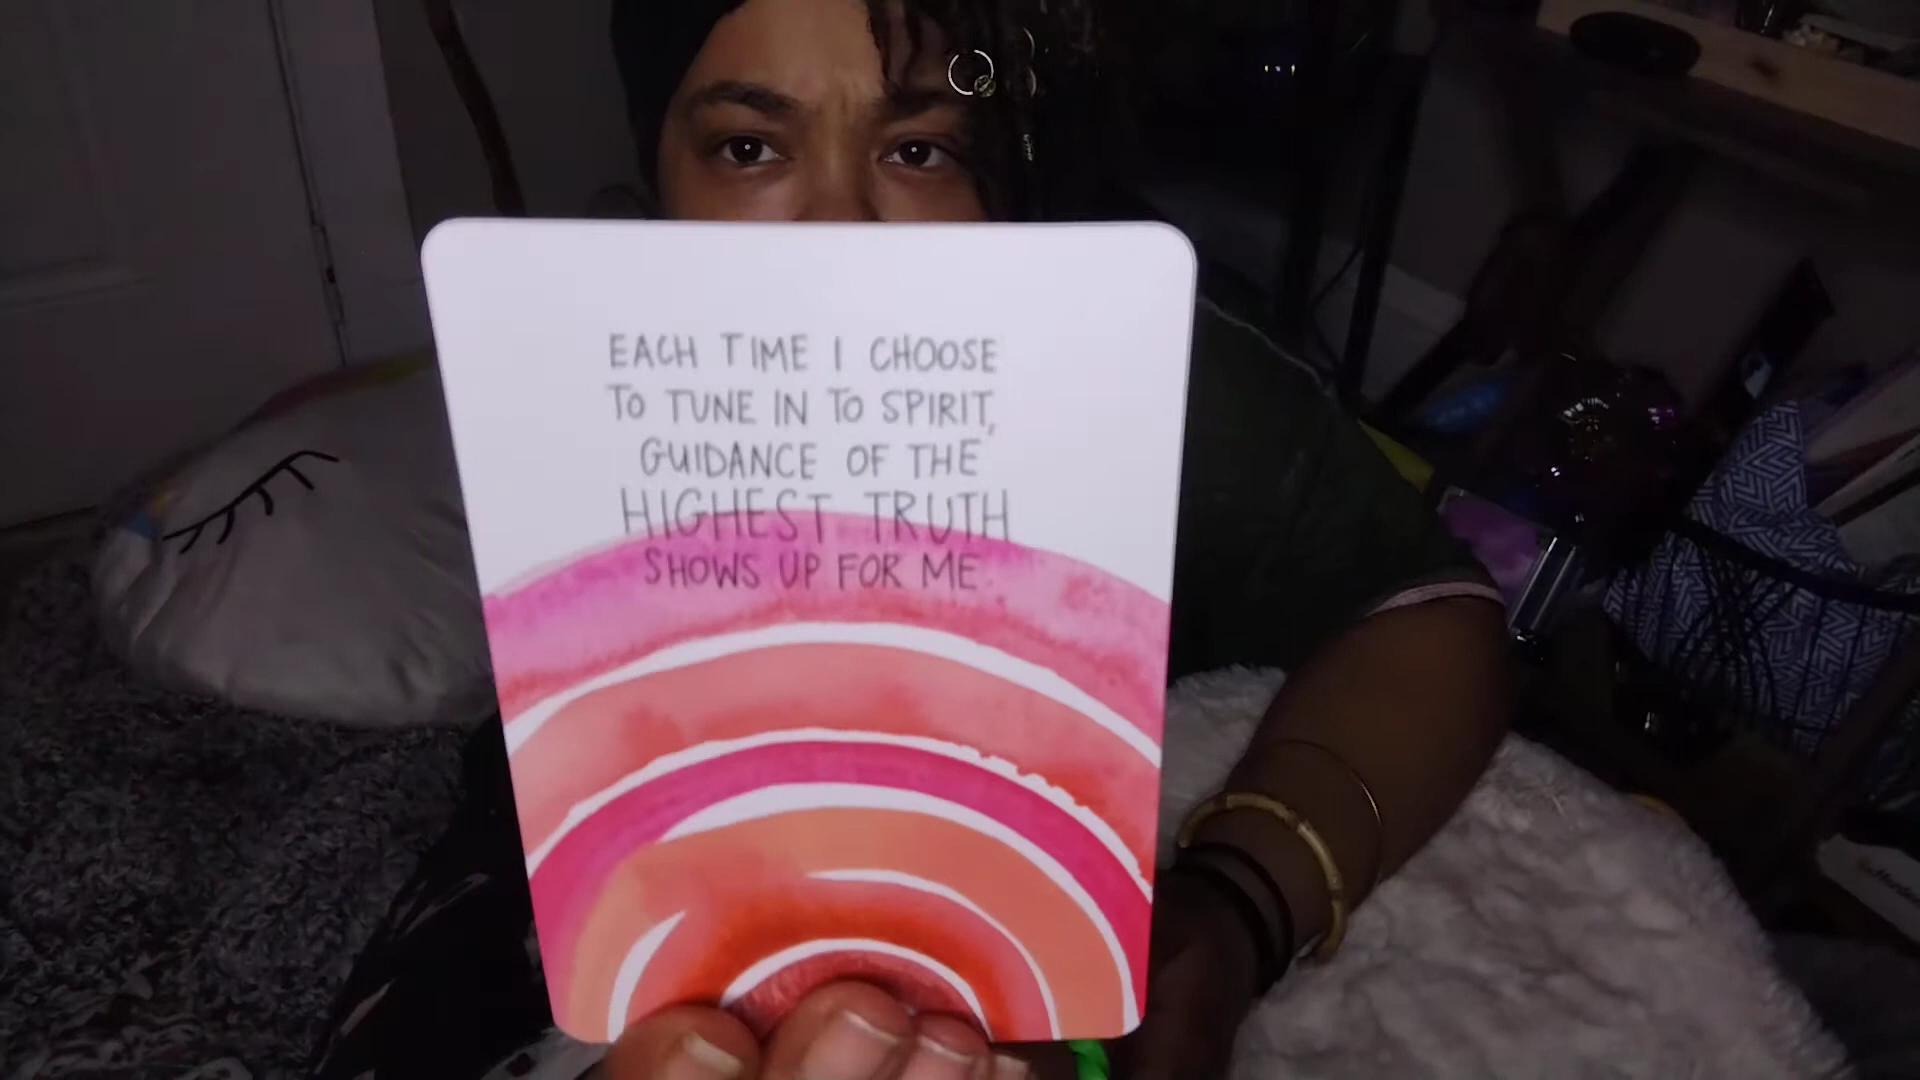 EACH TIME I CHOOSE
TO TUNE IN TO SPIRIT,
GUIDANCE OF THE
HIGHEST TRUTH
SHOWS UP FOR ME.